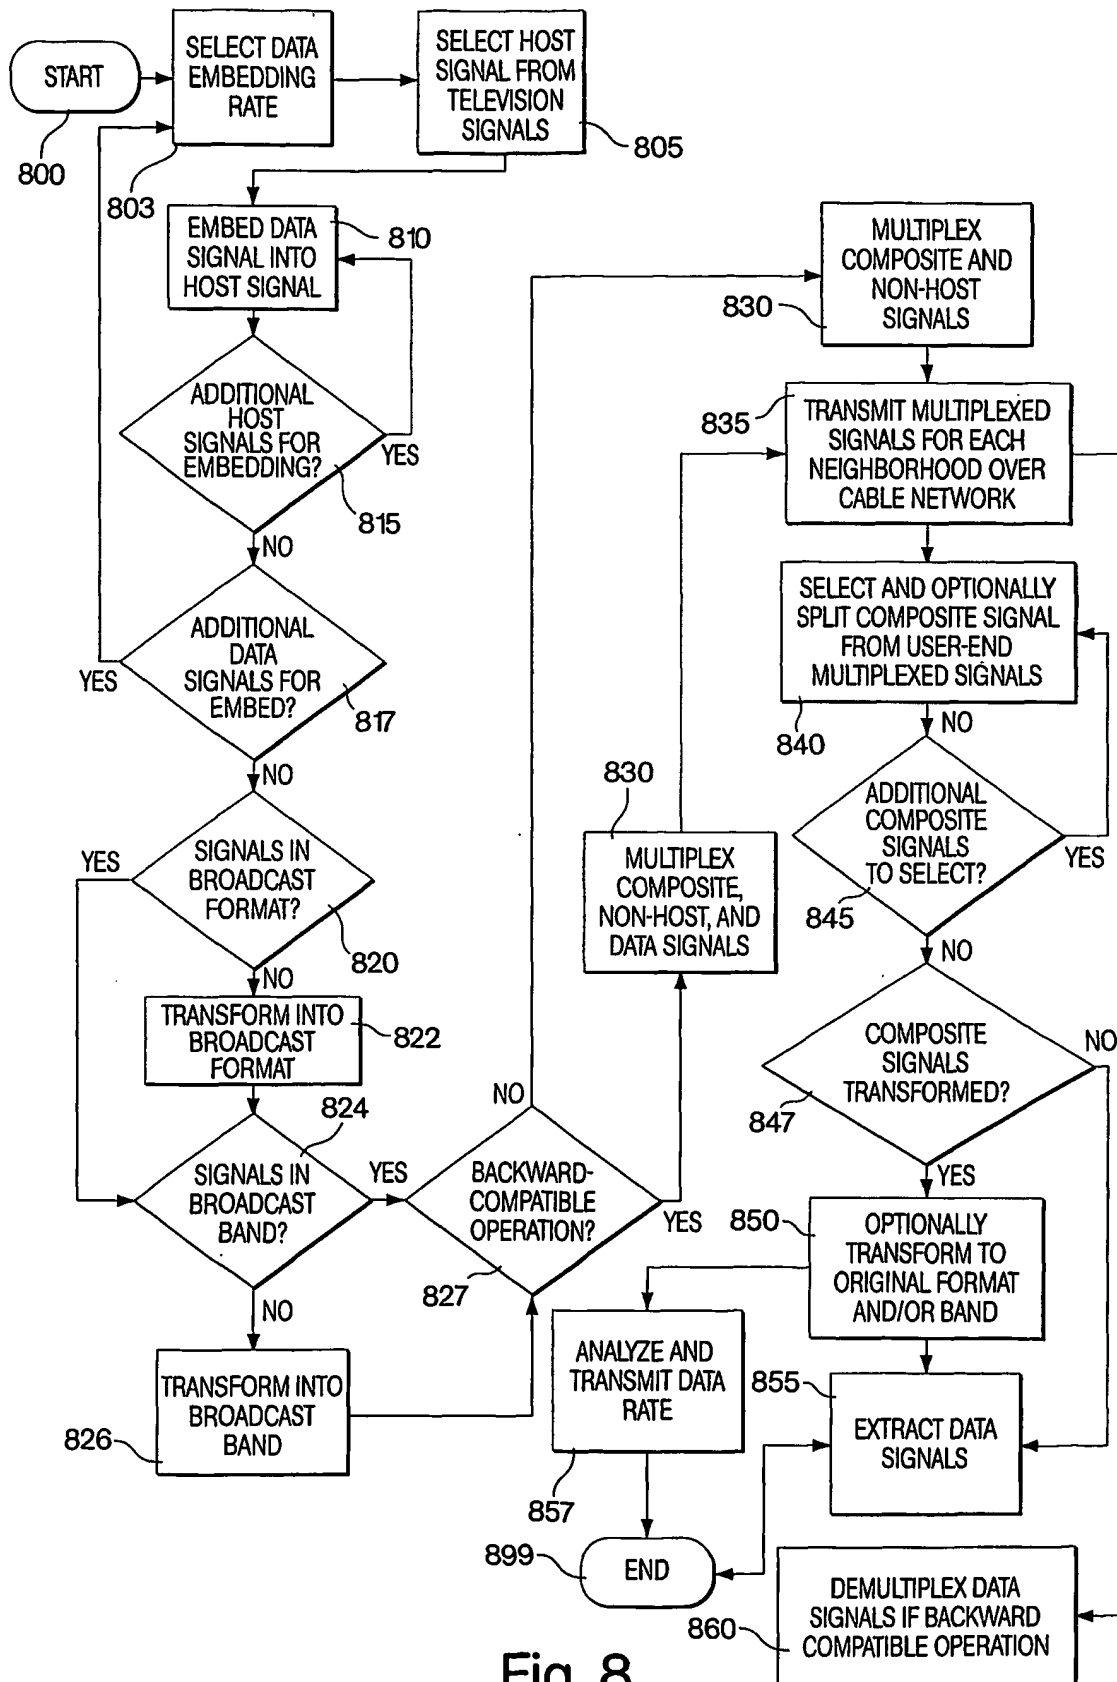 START
800
SELECT DATA
EMBEDDING
RATE
803
SELECT HOST
SIGNAL FROM
TELEVISION
SIGNALS
805
EMBED DATA
SIGNAL INTO
HOST SIGNAL
810
ADDITIONAL
HOST
SIGNALS FOR
EMBEDDING?
YES
815
NO
ADDITIONAL
DATA
SIGNALS FOR
EMBED?
YES
817
NO
SIGNALS IN
BROADCAST
FORMAT?
YES
820
NO
TRANSFORM INTO
BROADCAST
FORMAT
822
824
SIGNALS IN
BROADCAST
BAND?
YES
NO
TRANSFORM INTO
BROADCAST
BAND
826
BACKWARD-
COMPATIBLE
OPERATION?
NO
YES
827
830
MULTIPLEX
COMPOSITE,
NON-HOST, AND
DATA SIGNALS
MULTIPLEX
COMPOSITE AND
NON-HOST
SIGNALS
830
835
TRANSMIT MULTIPLEXED
SIGNALS FOR EACH
NEIGHBORHOOD OVER
CABLE NETWORK
SELECT AND OPTIONALLY
SPLIT COMPOSITE SIGNAL
FROM USER-END
MULTIPLEXED SIGNALS
840
NO
ADDITIONAL
COMPOSITE
SIGNALS
TO SELECT?
YES
845
NO
COMPOSITE
SIGNALS
TRANSFORMED?
NO
847
YES
850
OPTIONALLY
TRANSFORM TO
ORIGINAL FORMAT
AND/OR BAND
ANALYZE AND
TRANSMIT DATA
RATE
857
855
EXTRACT DATA
SIGNALS
899
END
DEMULTIPLEX DATA
SIGNALS IF BACKWARD
COMPATIBLE OPERATION
860
Fig. 8